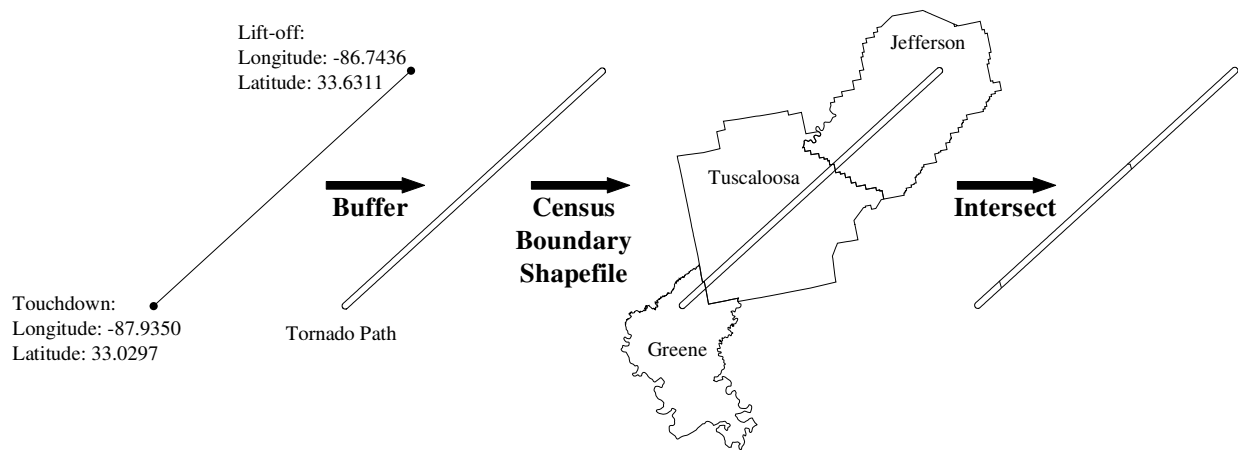 Lift-off:
Longitude: -86.7436
Latitude: 33.6311
Touchdown:
Longitude: -87.9350
Latitude: 33.0297
Buffer
Tornado Path
Census
Boundary
Shapefile
Jefferson
Tuscaloosa
Greene
Intersect